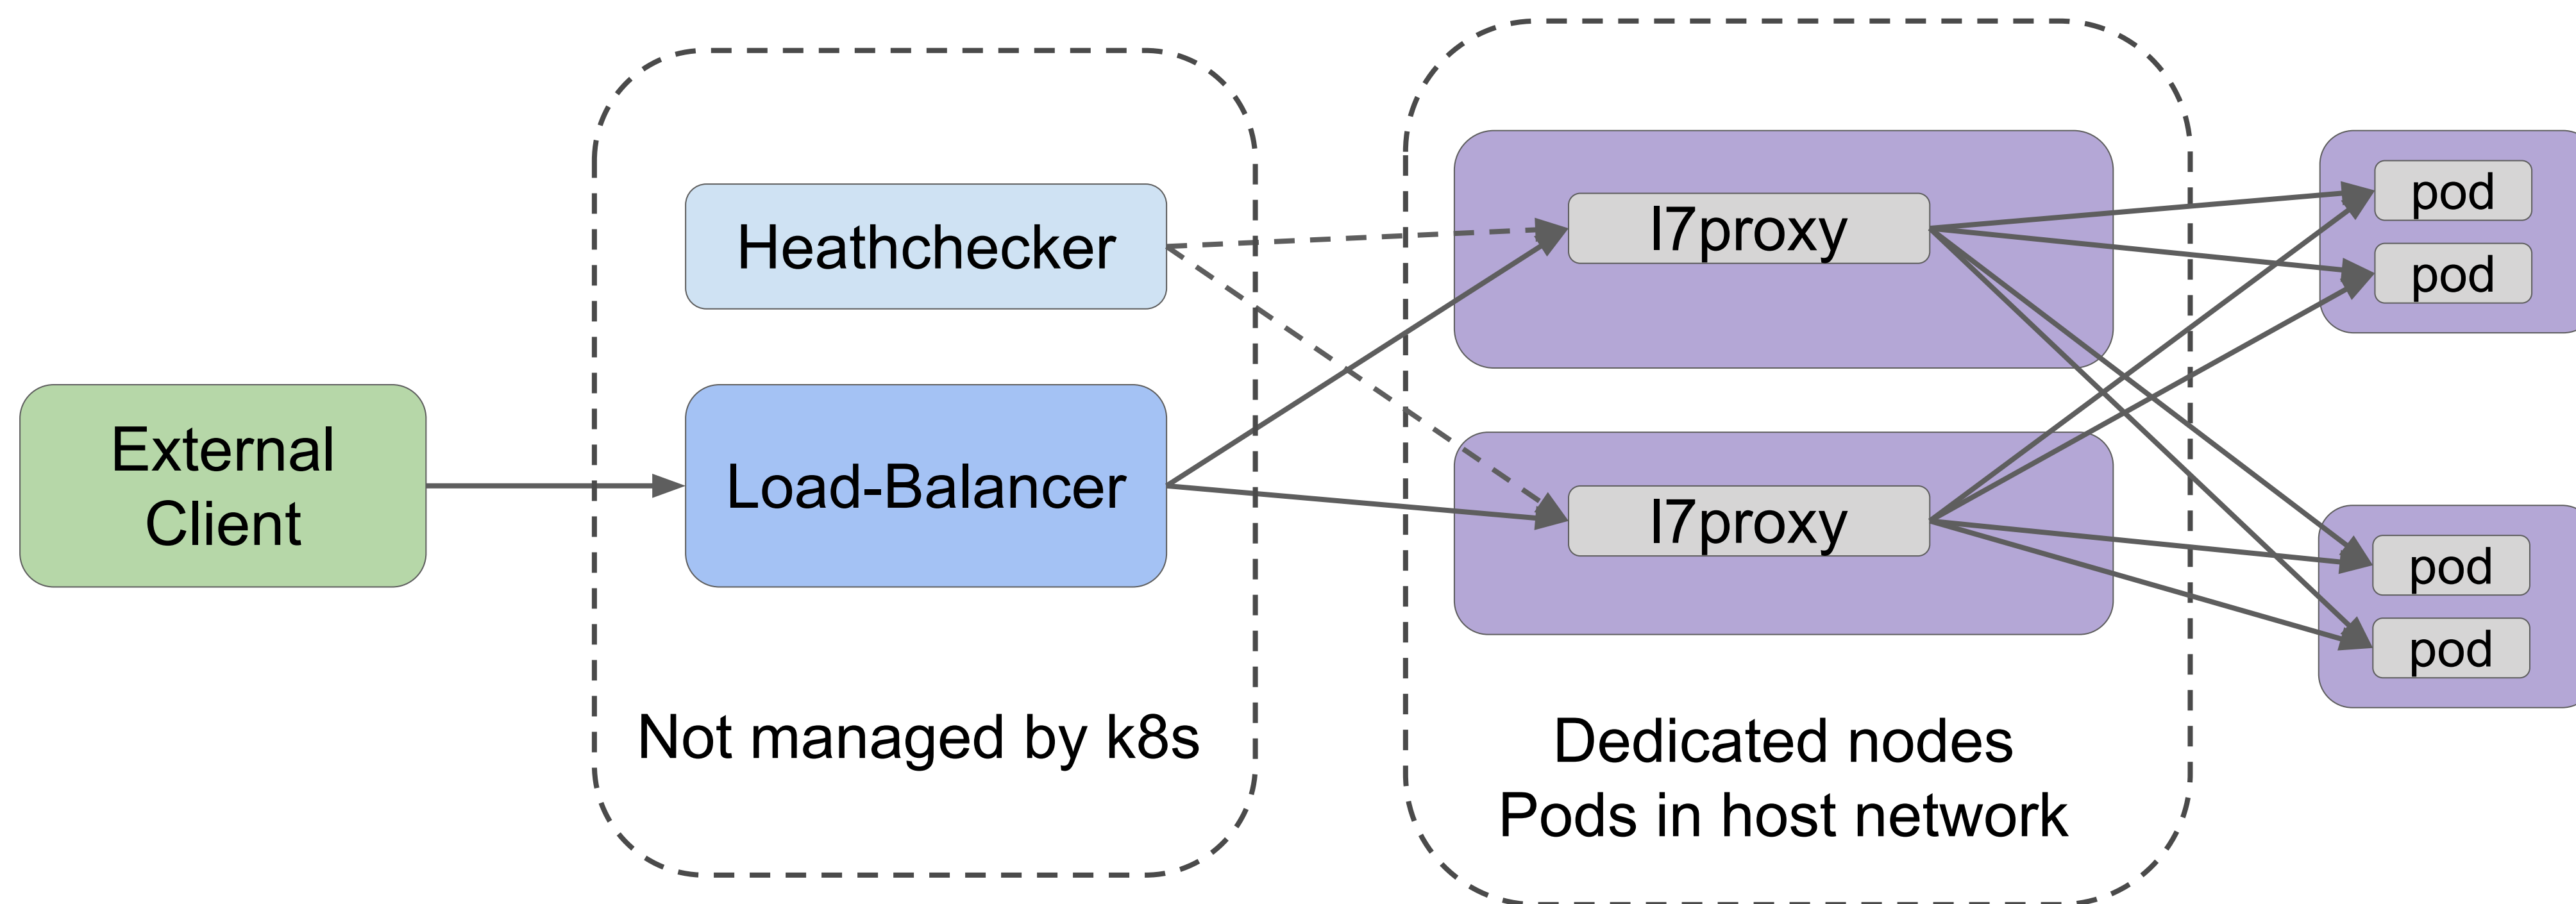 External
Client
Heathchecker
Load-Balancer
Not managed by k8s
l7proxy
l7proxy
Dedicated nodes
Pods in host network
pod
pod
pod
pod